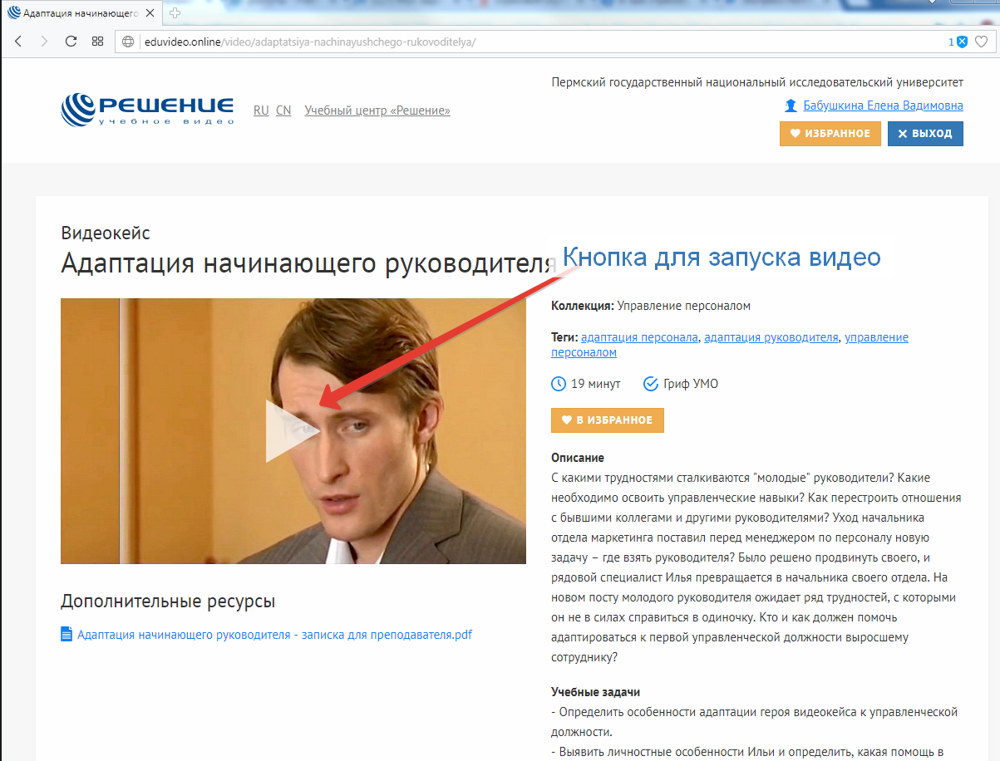 Адаптация начинающего
eduvideo.online/video/adaptatsiya-nachinayushchego-rukovoditelya/
1
Пермский государственный национальный исследовательский университет
РЕШЕНИЕ
учебное видео
RU CN Учебный центр «Решение»
Бабушкина Елена Вадимовна
ИЗБРАННОЕ
ВЫХОД
Видеокейс
Адаптация начинающего руководителя
Кнопка для запуска видео
Коллекция: Управление персоналом
Теги: адаптация персонала, адаптация руководителя, управление
персоналом
19 минут Гриф УМО
В ИЗБРАННОЕ
Описание
С какими трудностями сталкиваются "молодые" руководители? Какие
необходимо освоить управленческие навыки? Как перестроить отношения
с бывшими коллегами и другими руководителями? Уход начальника
отдела маркетинга поставил перед менеджером по персоналу новую
задачу – где взять руководителя? Было решено продвинуть своего, и
рядовой специалист Илья превращается в начальника своего отдела. На
новом посту молодого руководителя ожидает ряд трудностей, с которыми
он не в силах справиться в одиночку. Кто и как должен помочь
адаптироваться к первой управленческой должности выросшему
сотруднику?
Учебные задачи
- Определить особенности адаптации героя видеокейса к управленческой
должности.
- Выявить личностные особенности Ильи и определить, какая помощь в
Дополнительные ресурсы
Адаптация начинающего руководителя - записка для преподавателя.pdf